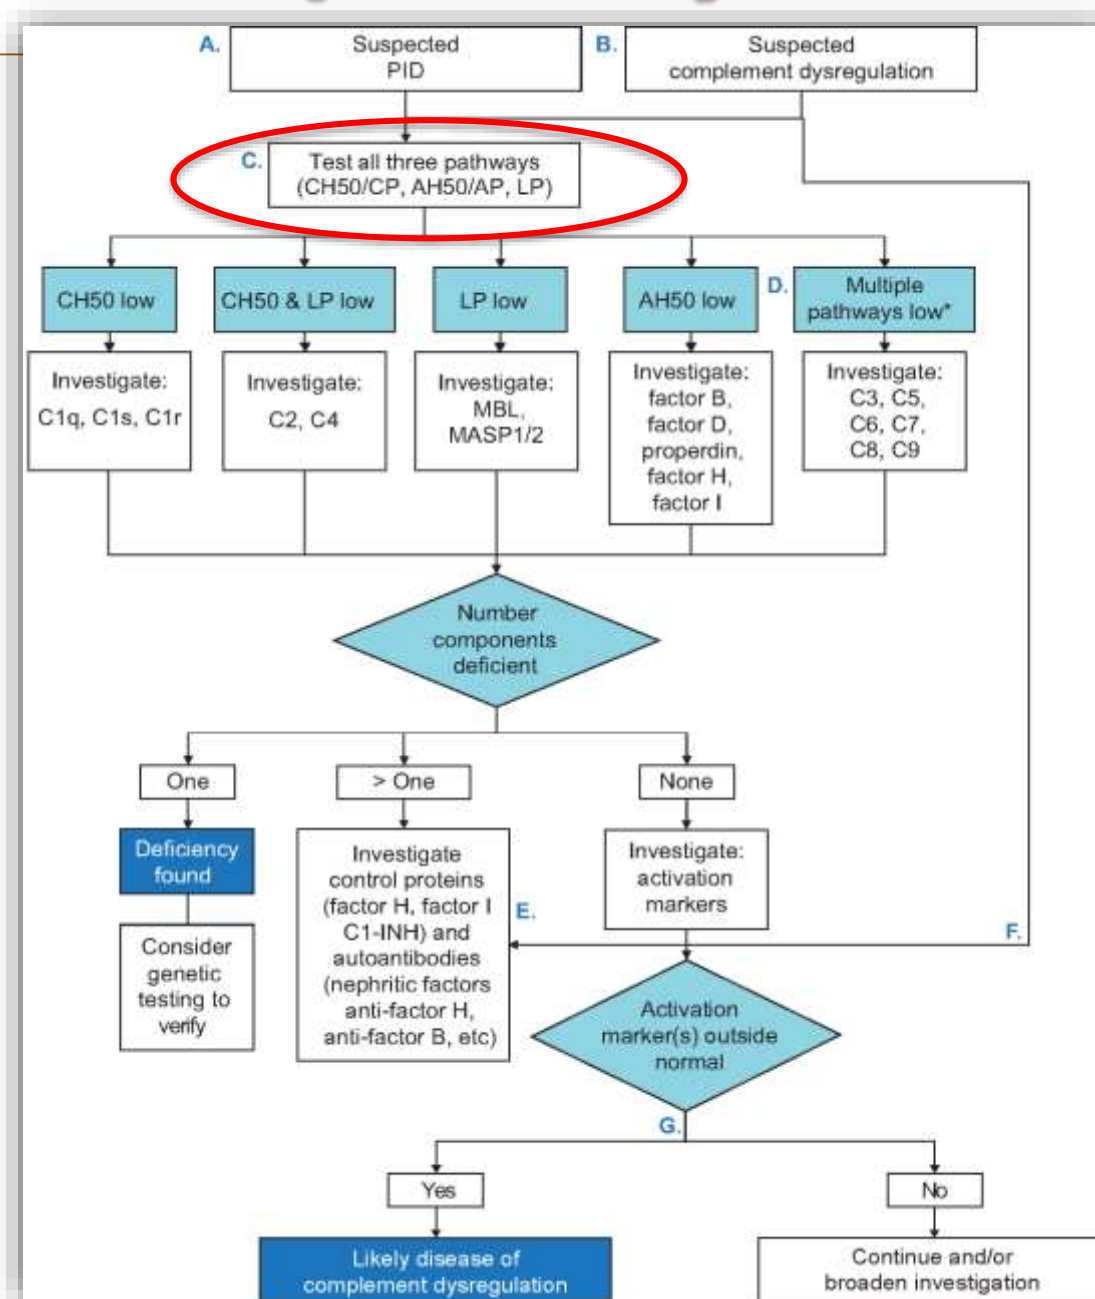 A.
Suspected
PID
B.
Suspected
complement dysregulation
C.
Test all three pathways
(CH50/CP, AH50/AP, LP)
CH50 low
CH50 & LP low
LP low
AH50 low
D.
Multiple
pathways low*
Investigate:
C1q, C1s, C1r
Investigate:
C2, C4
Investigate:
MBL,
MASP1/2
Investigate:
factor B,
factor D,
properdin,
factor H,
factor I
Investigate:
C3, C5,
C6, C7,
C8, C9
Number
components
deficient
One
> One
None
Deficiency
found
Consider
genetic
testing to
verify
Investigate
control proteins
(factor H, factor I
C1-INH) and
autoantibodies
(nephritic factors
anti-factor H,
anti-factor B, etc)
E.
Investigate:
activation
markers
F.
Activation
marker(s) outside
normal
G.
Yes
No
Likely disease of
complement dysregulation
Continue and/or
broaden investigation